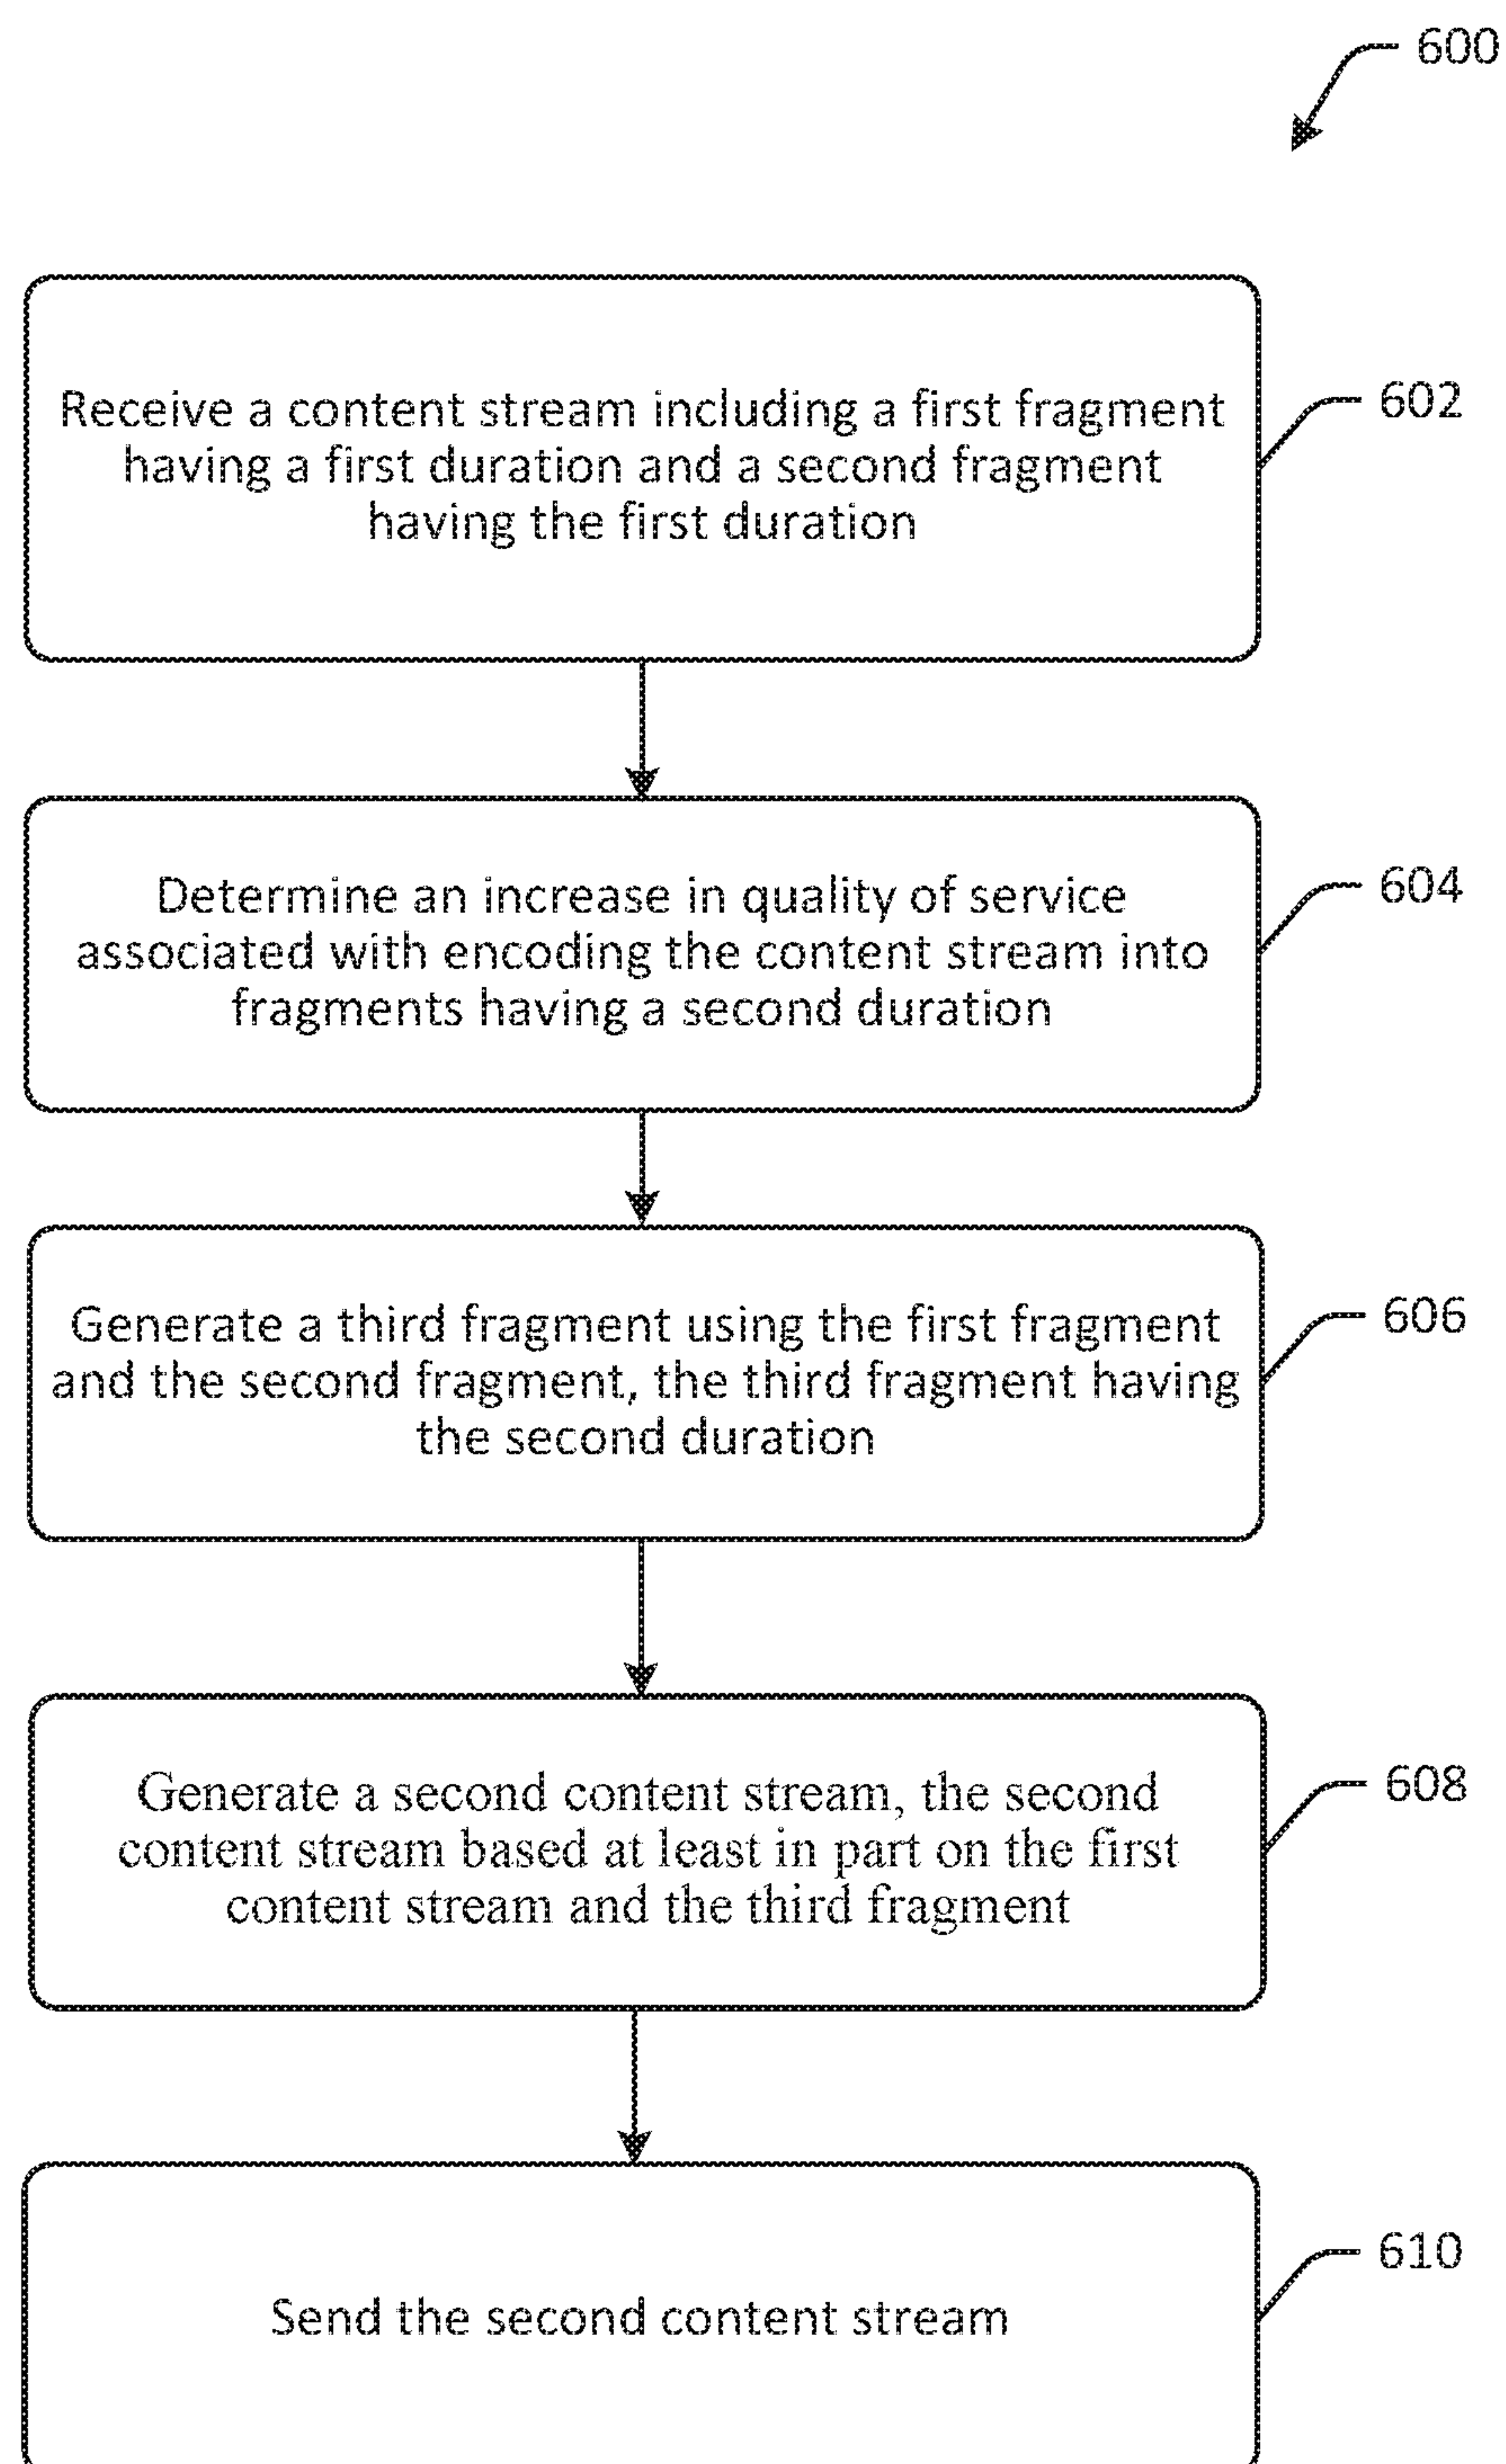 600
Receive a content stream including a first fragment
having a first duration and a second fragment
having the first duration
602
Determine an increase in quality of service
associated with encoding the content stream into
fragments having a second duration
604
Generate a third fragment using the first fragment
and the second fragment, the third fragment having
the second duration
606
Generate a second content stream, the second
content stream based at least in part on the first
content stream and the third fragment
608
Send the second content stream
610